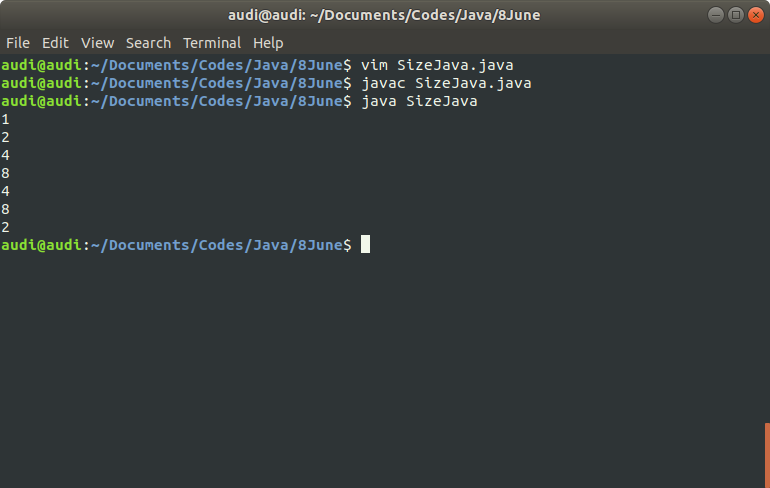 audi@audi: ~/Documents/Codes/Java/8June
File Edit View Search Terminal Help
audi@audi:~/Documents/Codes/Java/8June$ vim SizeJava.java
audi@audi:~/Documents/Codes/Java/8June$ javac SizeJava.java
audi@audi:~/Documents/Codes/Java/8June$ java SizeJava
1
2
4
8
4
8
2
audi@audi:~/Documents/Codes/Java/8June$